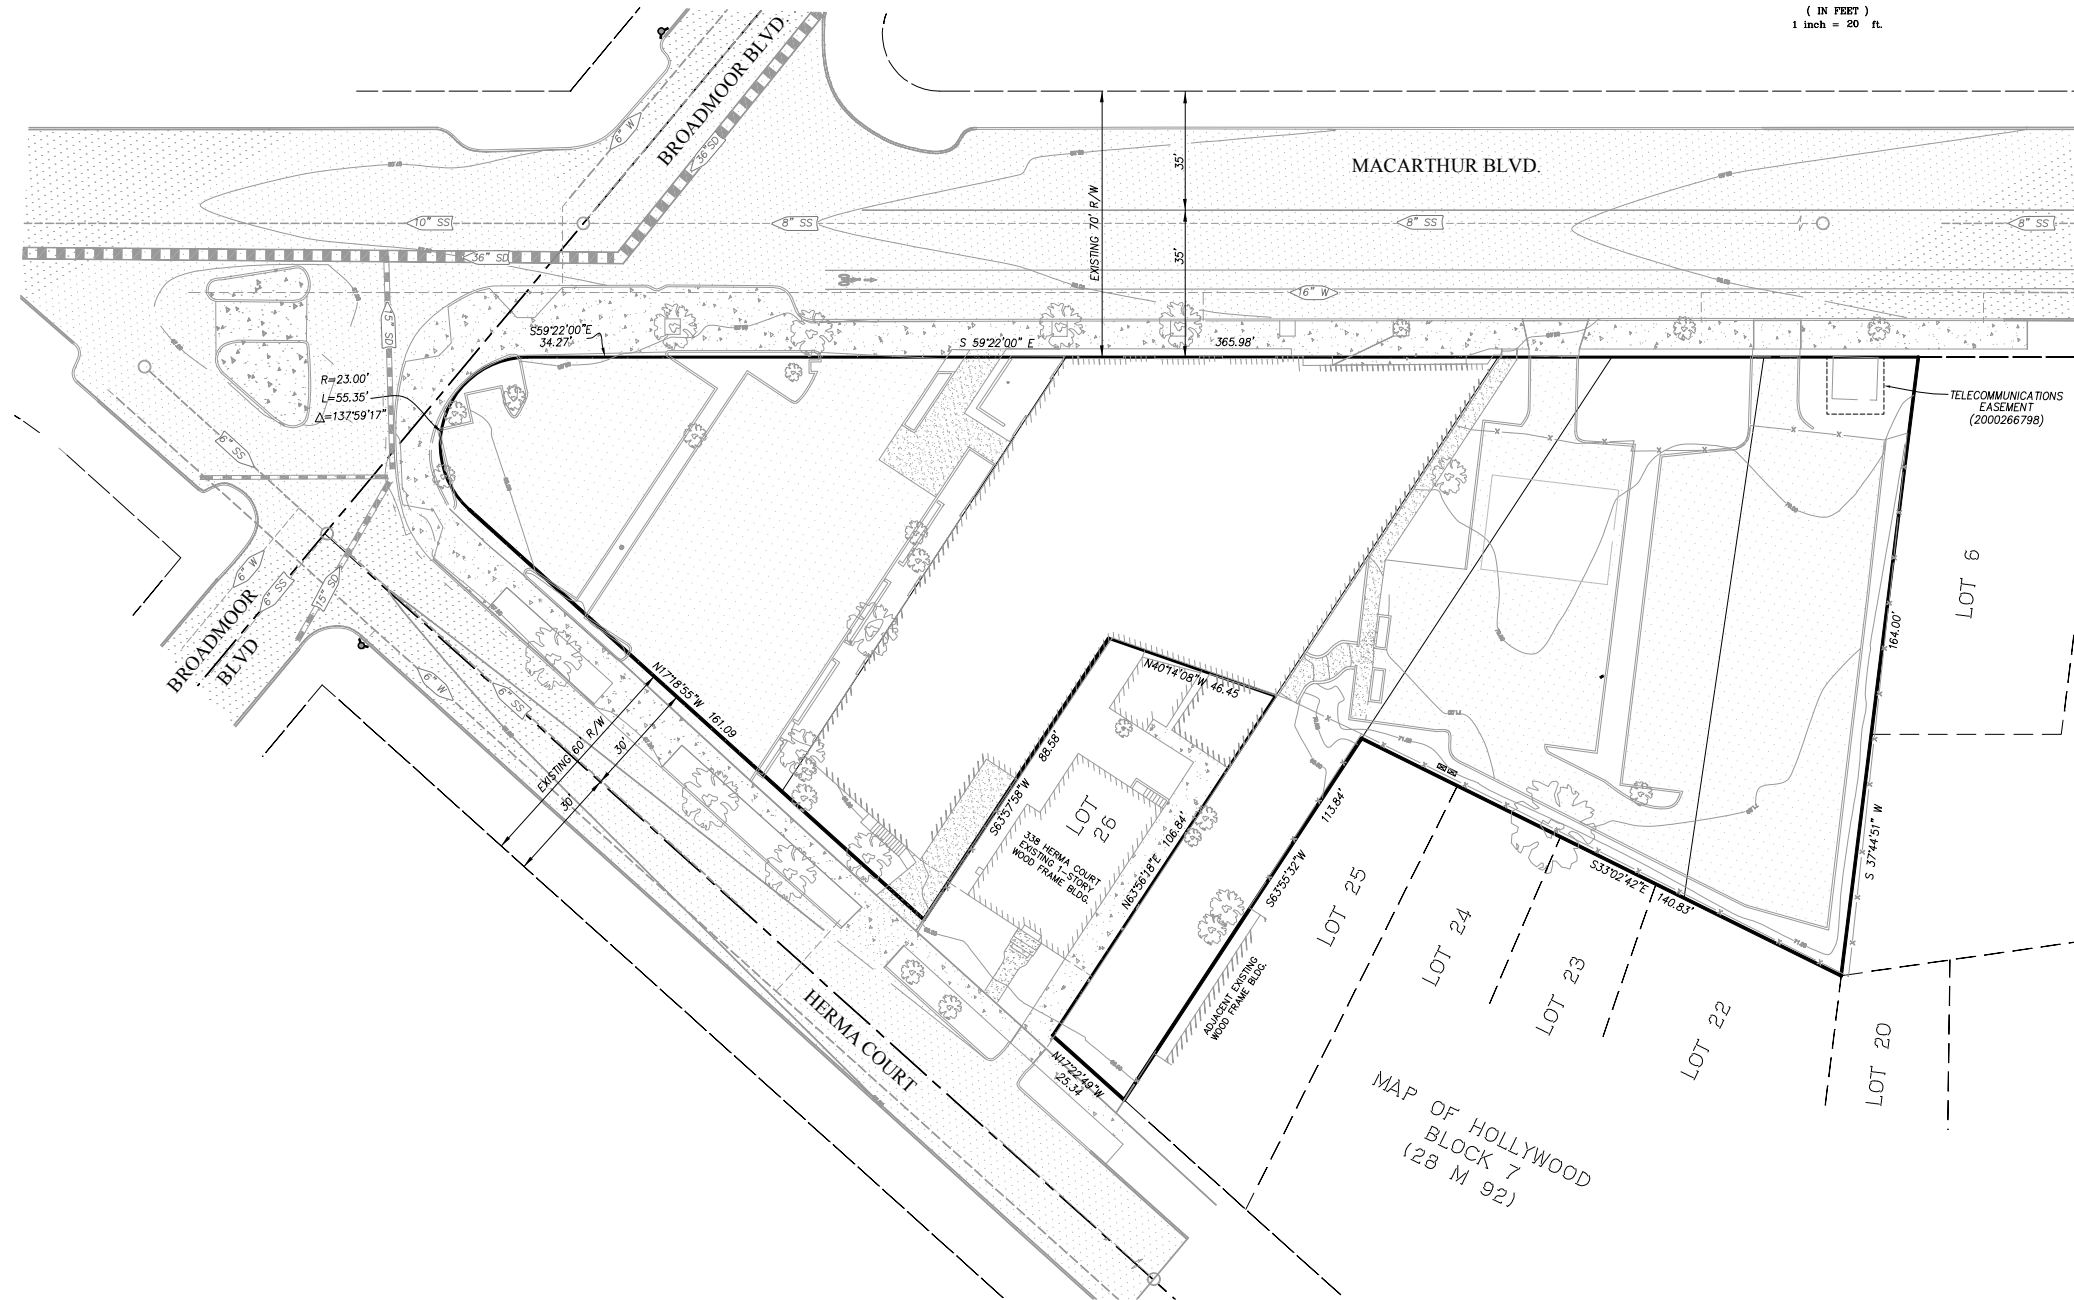 ( IN FEET )
1 inch = 20 ft.
BROADMOOR BLVD.
6" W
36" SD
MACARTHUR BLVD.
35'
EXISTING 70' R/W
35'
10" SS
8" SS
8" SS
8" SS
36" SD
16" W
15" SD
S59°22'00"E
34.27'
S 59°22'00" E 365.98'
R=23.00'
L=55.35'
Δ=137°59'17"
TELECOMMUNICATIONS
EASEMENT
(2000266798)
6" SS
6" W
6" SS
15" SD
BROADMOOR
BLVD
6" W
6" SS
LOT 6
164.00'
S 37°44'51" W
N17°18'55"W 161.09
EXISTING 60' R/W
30'
30'
N40°14'08"W 46.45
S63°57'58"W 88.58'
LOT
26
338 HERMA COURT
EXISTING 1-STORY
WOOD FRAME BLDG.
N63°56'18"E 106.84'
S63°55'32"W 113.84'
ADJACENT EXISTING
WOOD FRAME BLDG.
LOT 25
LOT 24
LOT 23
LOT 22
LOT 20
S33°02'42"E 140.83'
HERMA COURT
N17°22'49"W
25.34
MAP OF HOLLYWOOD
BLOCK 7
(28 M 92)